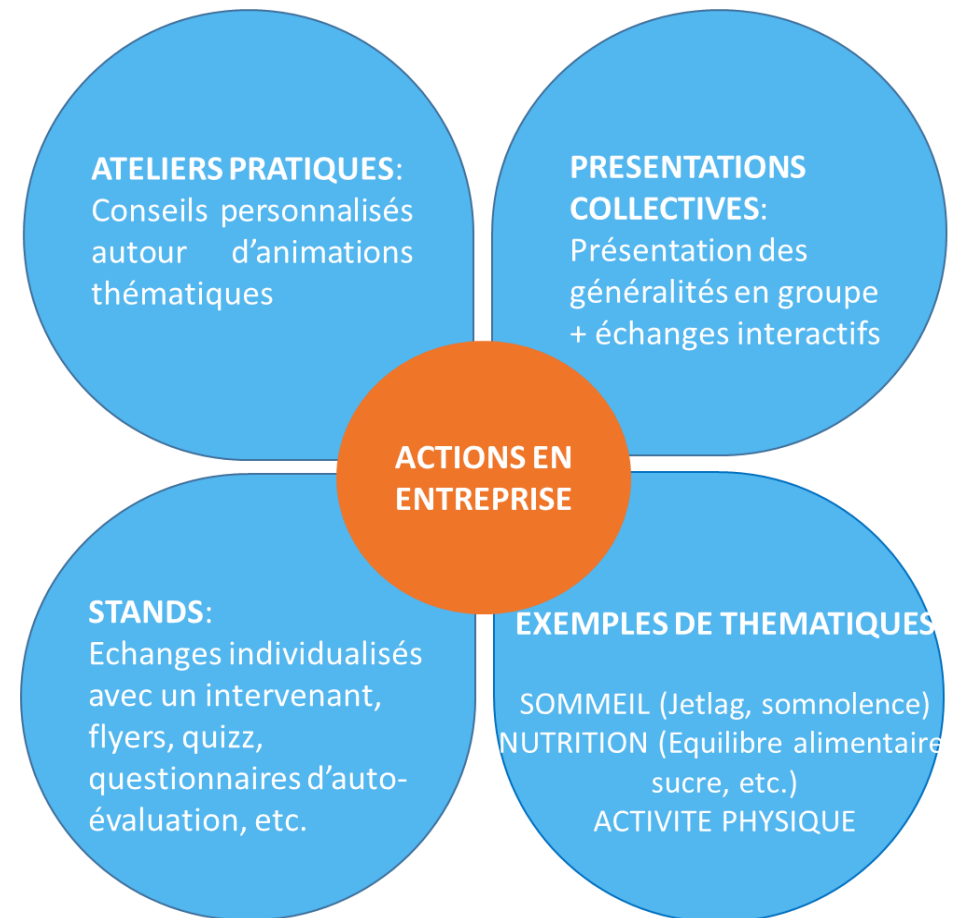 ATELIERS PRATIQUES:
Conseils personnalisés
autour d’animations
thématiques
PRESENTATIONS
COLLECTIVES:
Présentation des
généralités en groupe
+ échanges interactifs
ACTIONS EN
ENTREPRISE
STANDS:
Echanges individualisés
avec un intervenant,
flyers, quizz,
questionnaires d’auto-
évaluation, etc.
EXEMPLES DE THEMATIQUES
SOMMEIL (Jetlag, somnolence)
NUTRITION (Equilibre alimentaire
sucre, etc.)
ACTIVITE PHYSIQUE